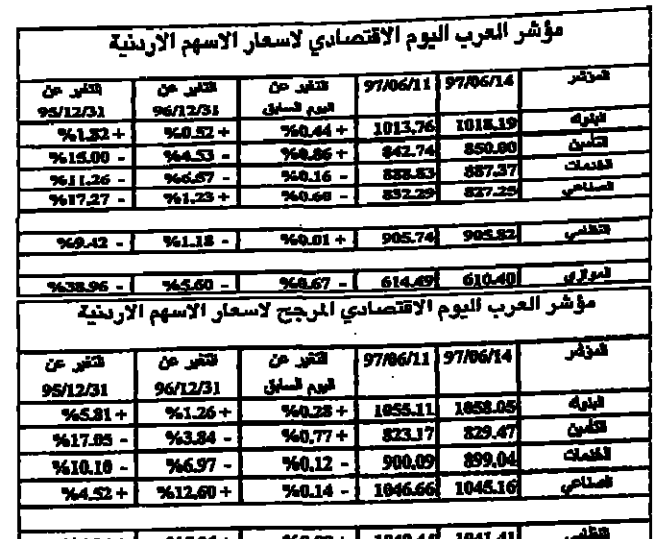 مؤشر العرب اليوم الاقتصادي لاسعار الاسهم الاردنية
المؤشر 97/06/14 97/06/11 التغير عن التغير عن التغير عن
اليوم السابق 96/12/31 95/12/31
البنوك 1018.19 1013.76 %0.44 + %0.52 + %1.82 +
التأمين 850.00 842.74 %0.86 + %4.53 - %15.00 -
الخدمات 887.37 888.83 %0.16 - %6.57 - %11.26 -
الصناعي 827.25 832.29 %0.60 - %1.23 + %17.27 -
القطاعي 905.82 905.74 %0.01 + %1.18 - %9.42 -
الموازي 610.40 614.49 %0.67 - %5.60 - %38.96 -
مؤشر العرب اليوم الاقتصادي المرجح لاسعار الاسهم الاردنية
المؤشر 97/06/14 97/06/11 التغير عن التغير عن التغير عن
اليوم السابق 96/12/31 95/12/31
البنوك 1058.05 1055.11 %0.28 + %1.26 + %5.81 +
التأمين 829.47 823.17 %0.77 + %3.84 - %17.05 -
الخدمات 899.04 900.09 %0.12 - %6.97 - %10.10 -
الصناعي 1045.16 1046.66 %0.14 - %12.60 + %4.52 +
1041.41